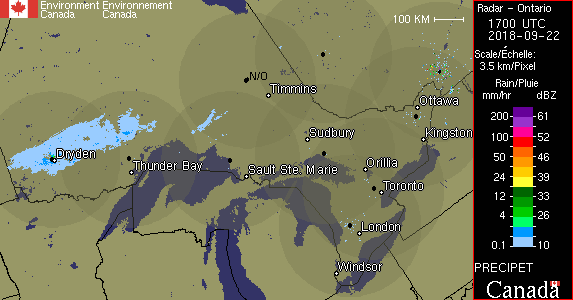 Environment Environnement
Canada Canada
100 KM
N/O
Timmins
Ottawa
Sudbury
Kingston
Dryden
Thunder Bay
Sault Ste. Marie
Orillia
Toronto
London
Windsor
Radar - Ontario
1700 UTC
2018-09-22
Scale/Échelle:
3.5 km/Pixel
Rain/Pluie
mm/hr dBZ
200 61
100 57
100 52
50 46
24 39
12 33
4 26
0.1 10
PRECIPET
Canada